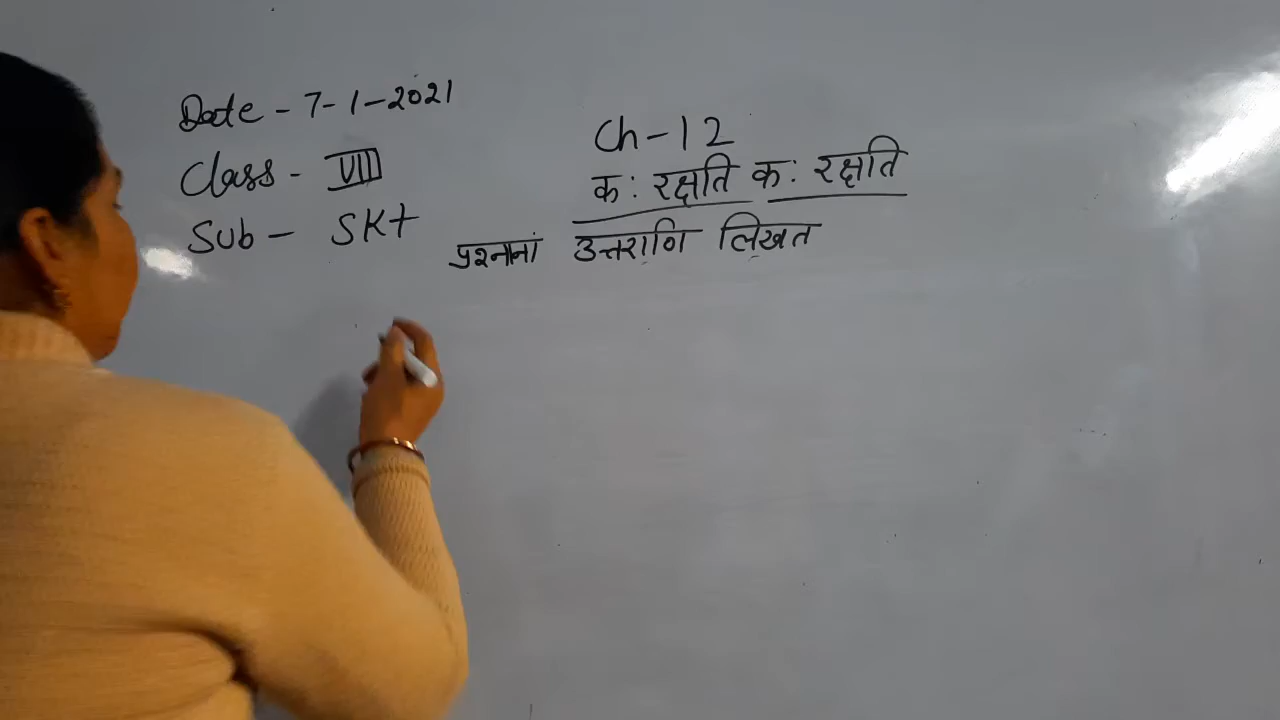 Date - 7-1-2021
Class - VIII
Sub - SKt
Ch-12
कः रक्षति कः रक्षति
प्रश्नानां उत्तराणि लिखत